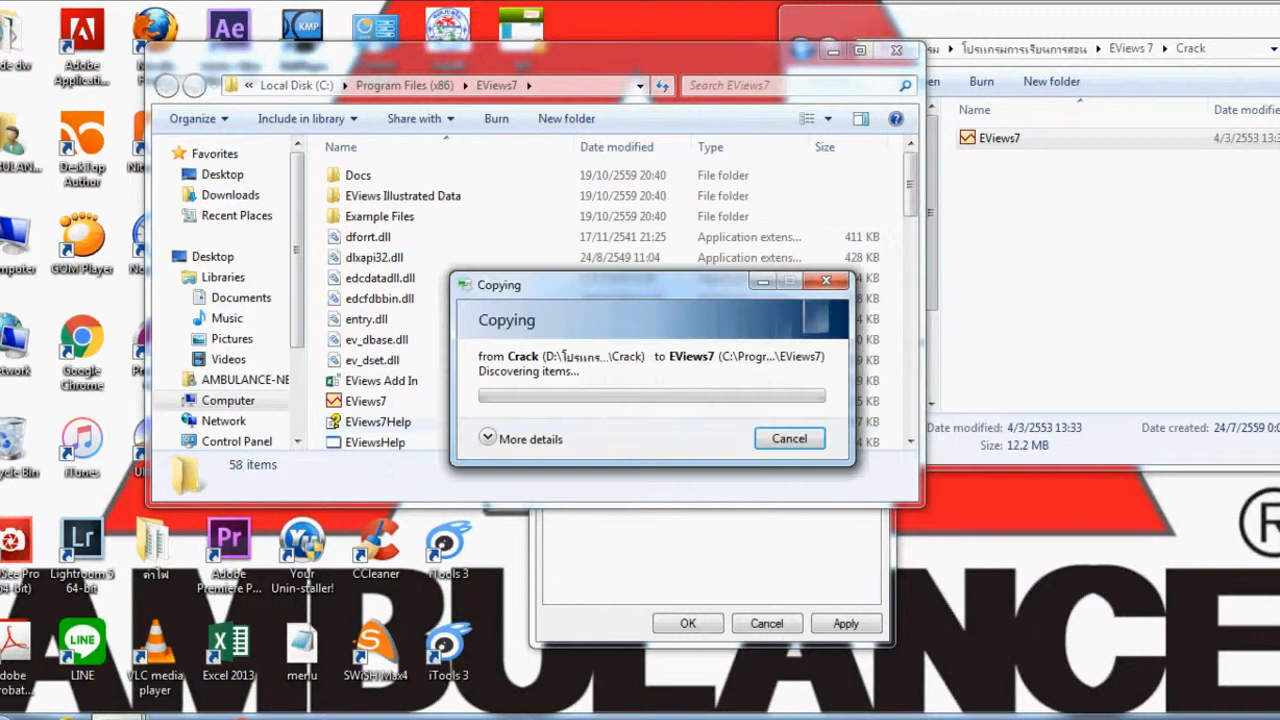 Adobe
Applicati...
Ae
KMP
DeskTop
Author
GOM Player
Google
Chrome
iTunes
Recycle Bin
Local Disk (C:) ▸ Program Files (x86) ▸ EViews7 ▸
Search EViews7
Organize
Include in library
Share with
Burn
New folder
Name
Date modified
Type
Size
Favorites
Desktop
Downloads
Recent Places
Desktop
Libraries
Documents
Music
Pictures
Videos
AMBULANCE-NE
Computer
Network
Control Panel
Docs 19/10/2559 20:40 File folder
EViews Illustrated Data 19/10/2559 20:40 File folder
Example Files 19/10/2559 20:40 File folder
dforrt.dll 17/11/2541 21:25 Application extens... 411 KB
dlxapi32.dll 24/8/2549 11:04 Application extens... 428 KB
edcdatadll.dll
edcfdbbin.dll
entry.dll
ev_dbase.dll
ev_dset.dll
EViews Add In
EViews7
EViews7Help
EViewsHelp
58 items
Copying
Copying
from Crack (D:\โปรแกร...\Crack) to EViews7 (C:\Progr...\EViews7)
Discovering items...
More details
Cancel
โปรแกรมการเรียนการสอน ▸ EViews 7 ▸ Crack
Burn
New folder
Name
Date modified
EViews7 4/3/2553 13:3
Date modified: 4/3/2553 13:33
Date created: 24/7/2559 0
Size: 12.2 MB
OK
Cancel
Apply
Lr
Lightroom 5
64-bit
ดำไฟ
Pr
Adobe
Premiere P...
Your
Unin-staller!
CCleaner
iTools 3
LINE
LINE
VLC media
player
Excel 2013
menu
SWiSH Max4
iTools 3
AMBULANCE
®